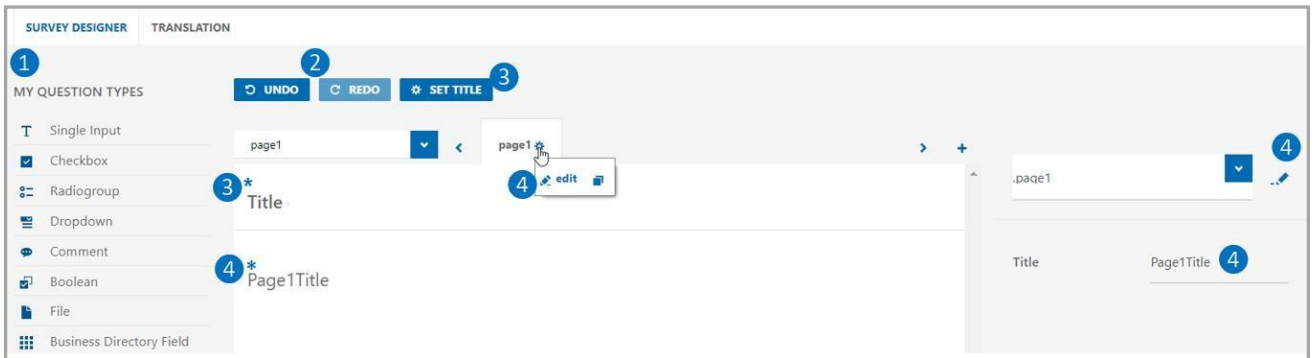 SURVEY DESIGNER TRANSLATION
1
MY QUESTION TYPES
T Single Input
Checkbox
Radiogroup
Dropdown
Comment
Boolean
File
Business Directory Field
2
UNDO REDO SET TITLE 3
page1 < page1 > +
4 edit
3 *
Title
4 *
Page1Title
4
.page1
Title Page1Title 4